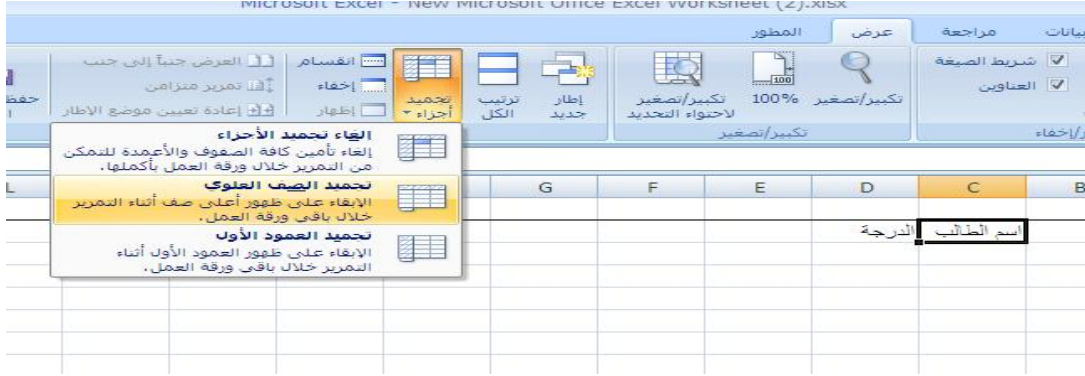 Microsoft Excel - New Microsoft Office Excel Worksheet (2).xlsx
مراجعة عرض المطور
شريط الصيغة
العناوين
تكبير/تصغير
100%
تكبير/تصغير
لاحتواء التحديد
تكبير/تصغير
إطار
جديد
ترتيب
الكل
تجميد
أجزاء
انقسام
إخفاء
إظهار
العرض جنباً إلى جنب
تمرير متزامن
إعادة تعيين موضع الإطار
إلغاء تجميد الأجزاء
إلغاء تأمين كافة الصفوف والأعمدة للتمكن
من التمرير خلال ورقة العمل بأكملها.
تجميد الصف العلوي
الإبقاء على ظهور أعلى صف أثناء التمرير
خلال باقي ورقة العمل.
تجميد العمود الأول
الإبقاء على ظهور العمود الأول أثناء
التمرير خلال باقي ورقة العمل.
B C D E F G
اسم الطالب الدرجة